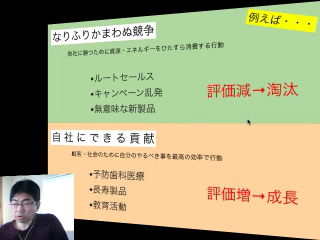 例えば・・・
なりふりかまわぬ競争
他社に勝つために資源・エネルギーをひたすら消費する行動
•ルートセールス
•キャンペーン乱発
•無意味な新製品
評価減→淘汰
自社にできる貢献
顧客・社会のために自分のやるべき事を最高の効率で行動
•予防歯科医療
•長寿製品
•教育活動
評価増→成長